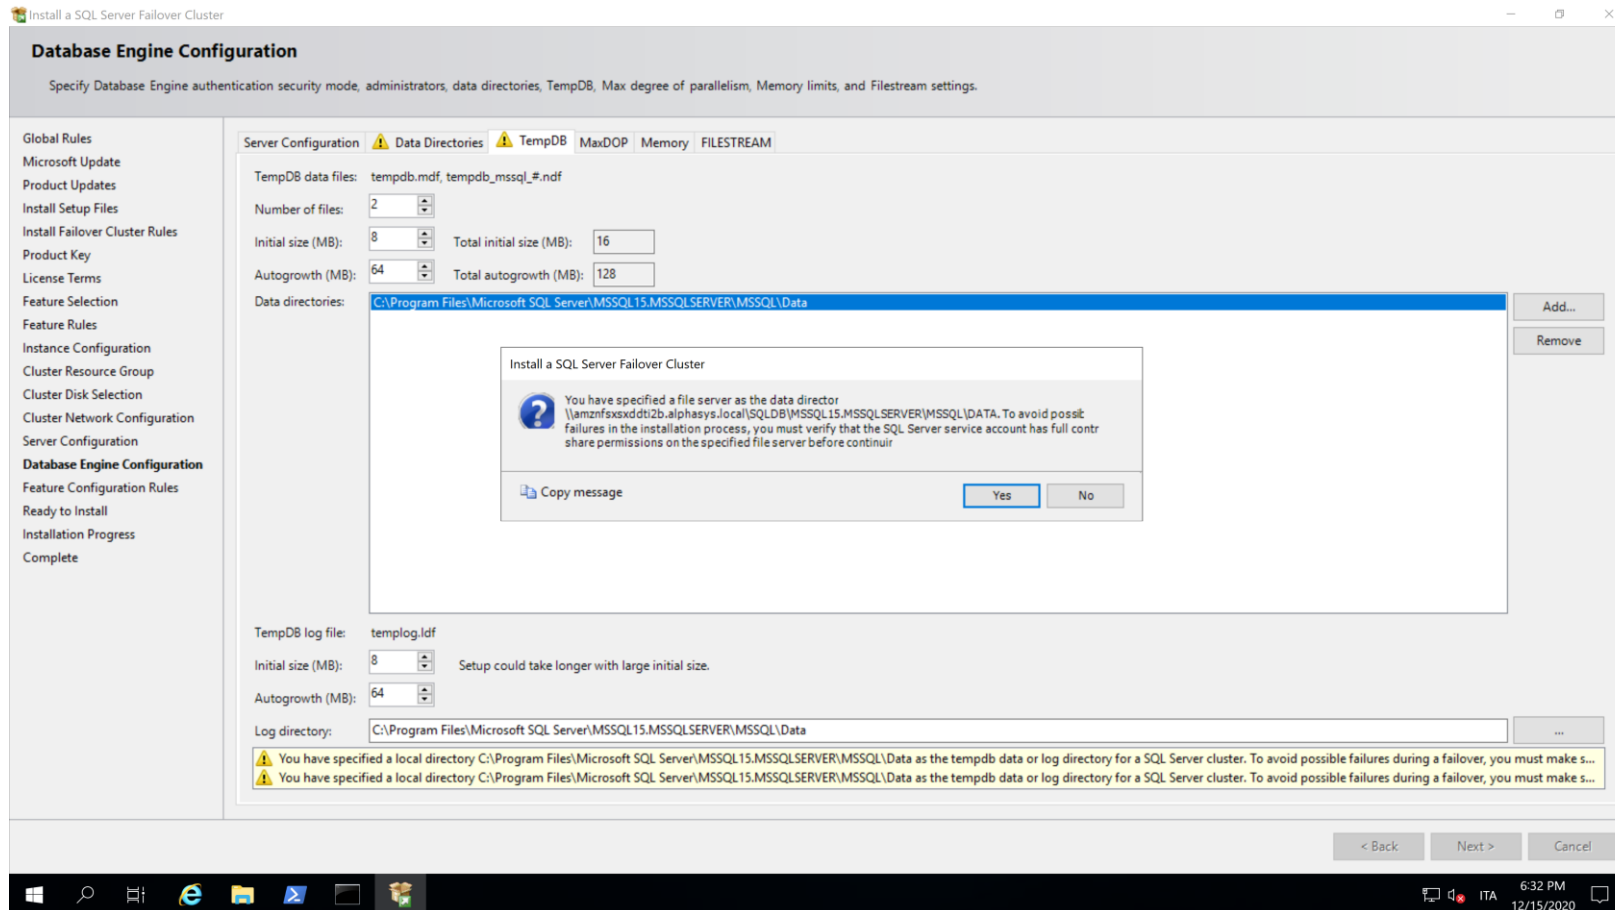 Install a SQL Server Failover Cluster
Database Engine Configuration
Specify Database Engine authentication security mode, administrators, data directories, TempDB, Max degree of parallelism, Memory limits, and Filestream settings.
Global Rules
Microsoft Update
Product Updates
Install Setup Files
Install Failover Cluster Rules
Product Key
License Terms
Feature Selection
Feature Rules
Instance Configuration
Cluster Resource Group
Cluster Disk Selection
Cluster Network Configuration
Server Configuration
Database Engine Configuration
Feature Configuration Rules
Ready to Install
Installation Progress
Complete
Server Configuration Data Directories TempDB MaxDOP Memory FILESTREAM
TempDB data files: tempdb.mdf, tempdb_mssql_#.ndf
Number of files: 2
Initial size (MB): 8 Total initial size (MB): 16
Autogrowth (MB): 64 Total autogrowth (MB): 128
Data directories: C:\Program Files\Microsoft SQL Server\MSSQL15.MSSQLSERVER\MSSQL\Data
Add...
Remove
Install a SQL Server Failover Cluster
You have specified a file server as the data director
\\amznfsxsxddti2b.alphasys.local\SQLDB\MSSQL15.MSSQLSERVER\MSSQL\DATA. To avoid possib
failures in the installation process, you must verify that the SQL Server service account has full contr
share permissions on the specified file server before continuir
Copy message Yes No
TempDB log file: templog.ldf
Initial size (MB): 8 Setup could take longer with large initial size.
Autogrowth (MB): 64
Log directory: C:\Program Files\Microsoft SQL Server\MSSQL15.MSSQLSERVER\MSSQL\Data ...
You have specified a local directory C:\Program Files\Microsoft SQL Server\MSSQL15.MSSQLSERVER\MSSQL\Data as the tempdb data or log directory for a SQL Server cluster. To avoid possible failures during a failover, you must make s...
You have specified a local directory C:\Program Files\Microsoft SQL Server\MSSQL15.MSSQLSERVER\MSSQL\Data as the tempdb data or log directory for a SQL Server cluster. To avoid possible failures during a failover, you must make s...
< Back Next > Cancel
ITA
6:32 PM
12/15/2020